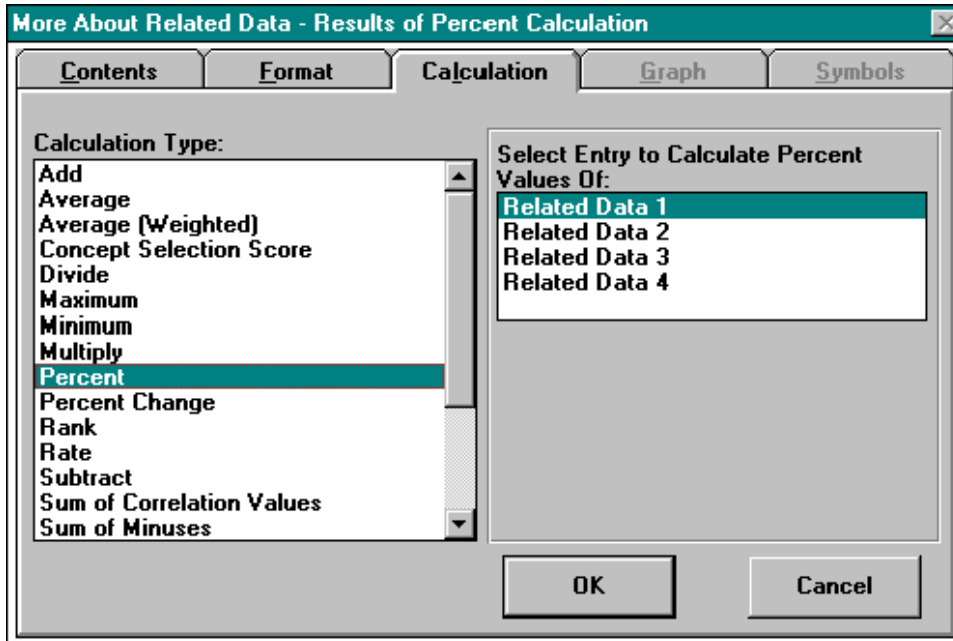 More About Related Data - Results of Percent Calculation
Contents Format Calculation Graph Symbols
Calculation Type:
Add
Average
Average (Weighted)
Concept Selection Score
Divide
Maximum
Minimum
Multiply
Percent
Percent Change
Rank
Rate
Subtract
Sum of Correlation Values
Sum of Minuses
Select Entry to Calculate Percent
Values Of:
Related Data 1
Related Data 2
Related Data 3
Related Data 4
OK Cancel